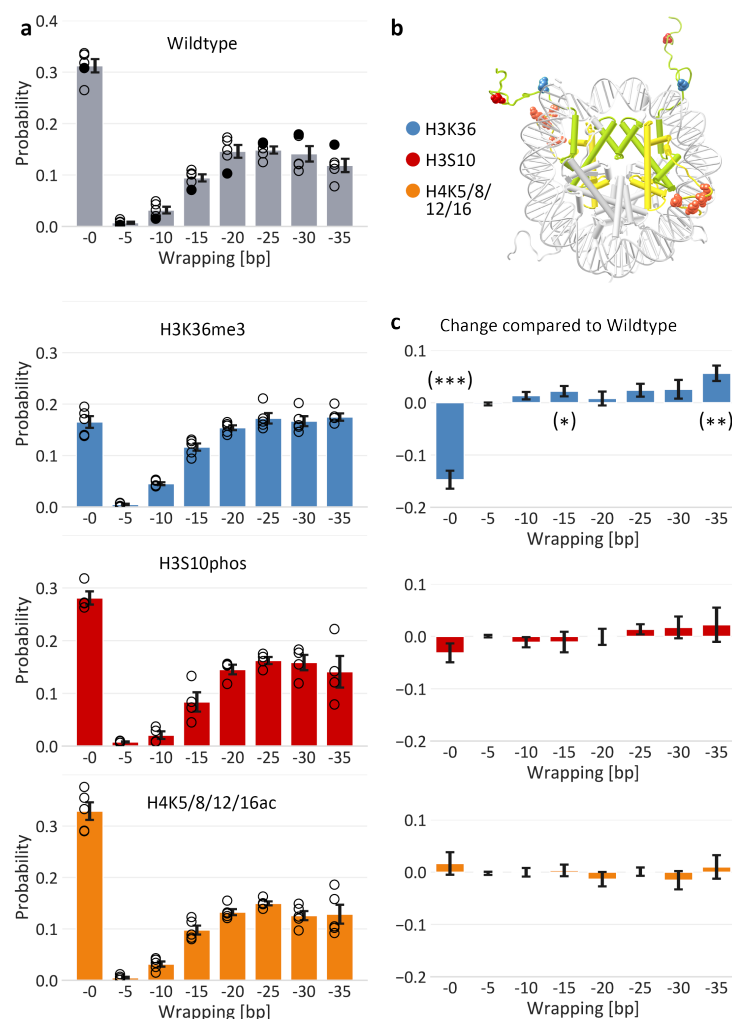 a
Wildtype
Probability
0.4
0.3
0.2
0.1
0.0
-0 -5 -10 -15 -20 -25 -30 -35
Wrapping [bp]
b
H3K36
H3S10
H4K5/8/
12/16
H3K36me3
Probability
0.3
0.2
0.1
0.0
-0 -5 -10 -15 -20 -25 -30 -35
H3S10phos
Probability
0.3
0.2
0.1
0.0
-0 -5 -10 -15 -20 -25 -30 -35
H4K5/8/12/16ac
Probability
0.3
0.2
0.1
0.0
-0 -5 -10 -15 -20 -25 -30 -35
Wrapping [bp]
c
Change compared to Wildtype
0.1
0.0
−0.1
−0.2
(***)
(*)
(**)
-0 -5 -10 -15 -20 -25 -30 -35
Wrapping [bp]
0.1
0.0
−0.1
−0.2
-0 -5 -10 -15 -20 -25 -30 -35
Wrapping [bp]
0.1
0.0
−0.1
−0.2
-0 -5 -10 -15 -20 -25 -30 -35
Wrapping [bp]